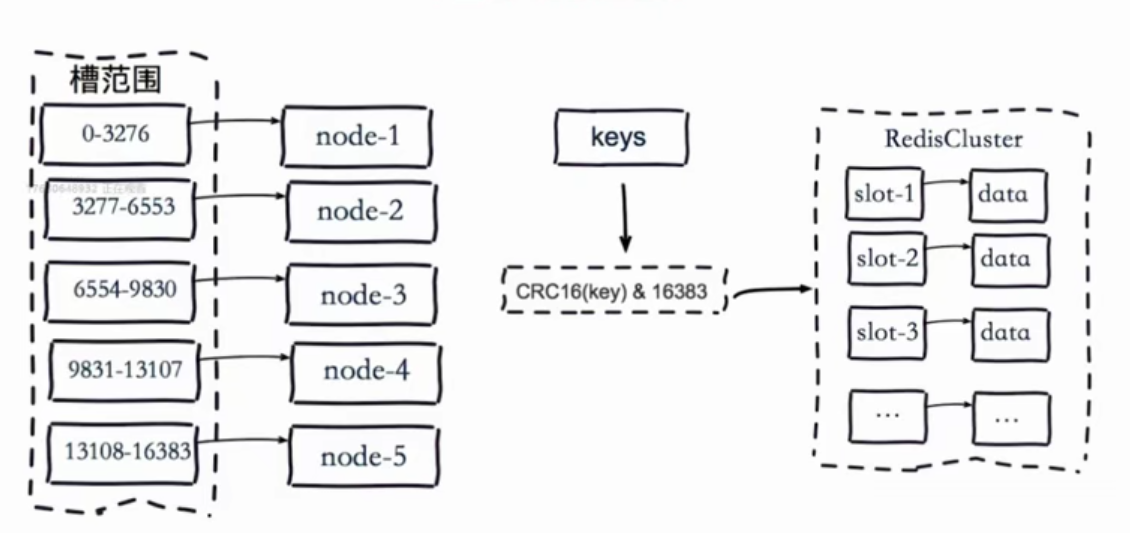 槽范围
0-3276
node-1
3277-6553
node-2
6554-9830
node-3
9831-13107
node-4
13108-16383
node-5
keys
CRC16(key) & 16383
RedisCluster
slot-1
data
slot-2
data
slot-3
data
...
...